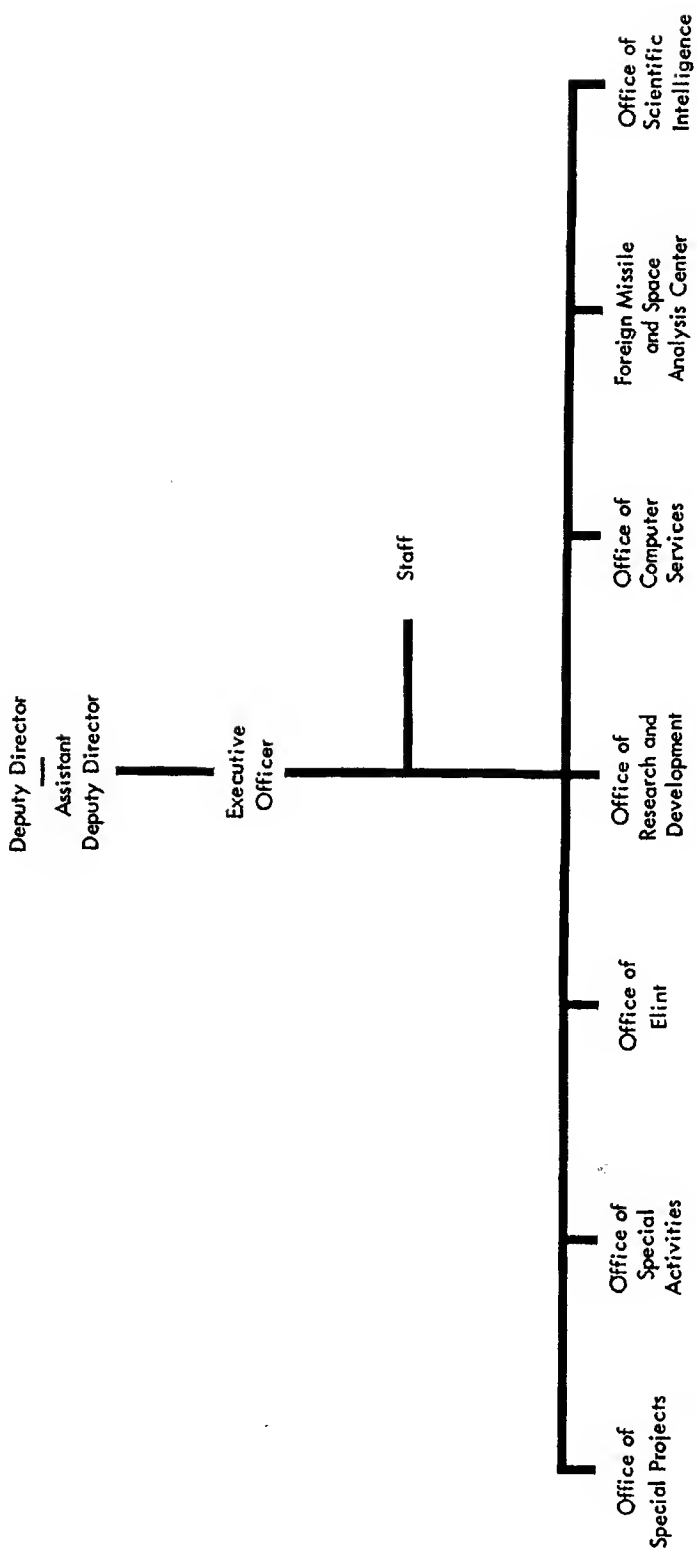 Deputy Director
Assistant
Deputy Director
Executive
Officer
Staff
Office of
Special Projects
Office of
Special
Activities
Office of
Elint
Office of
Research and
Development
Office of
Computer
Services
Foreign Missile
and Space
Analysis Center
Office of
Scientific
Intelligence